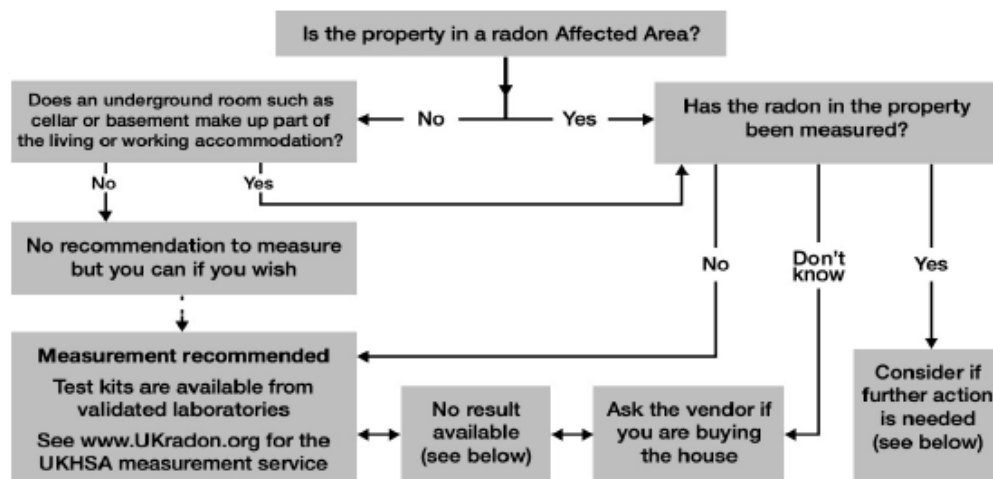 Is the property in a radon Affected Area?
Does an underground room such as
cellar or basement make up part of
the living or working accommodation?
No
Yes
Has the radon in the property
been measured?
No
Yes
No recommendation to measure
but you can if you wish
No
Don't
know
Yes
Measurement recommended
Test kits are available from
validated laboratories
See www.UKradon.org for the
UKHSA measurement service
No result
available
(see below)
Ask the vendor if
you are buying
the house
Consider if
further action
is needed
(see below)